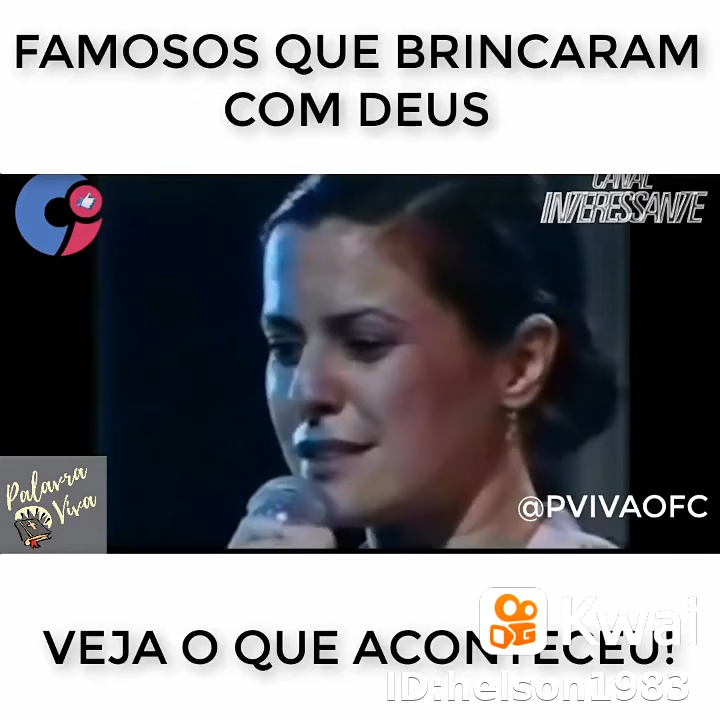 FAMOSOS QUE BRINCARAM
COM DEUS
CANAL
INTERESSANTE
Palavra
Viva
@PVIVAOFC
Kwai
VEJA O QUE ACONTECEU!
ID:helson1983